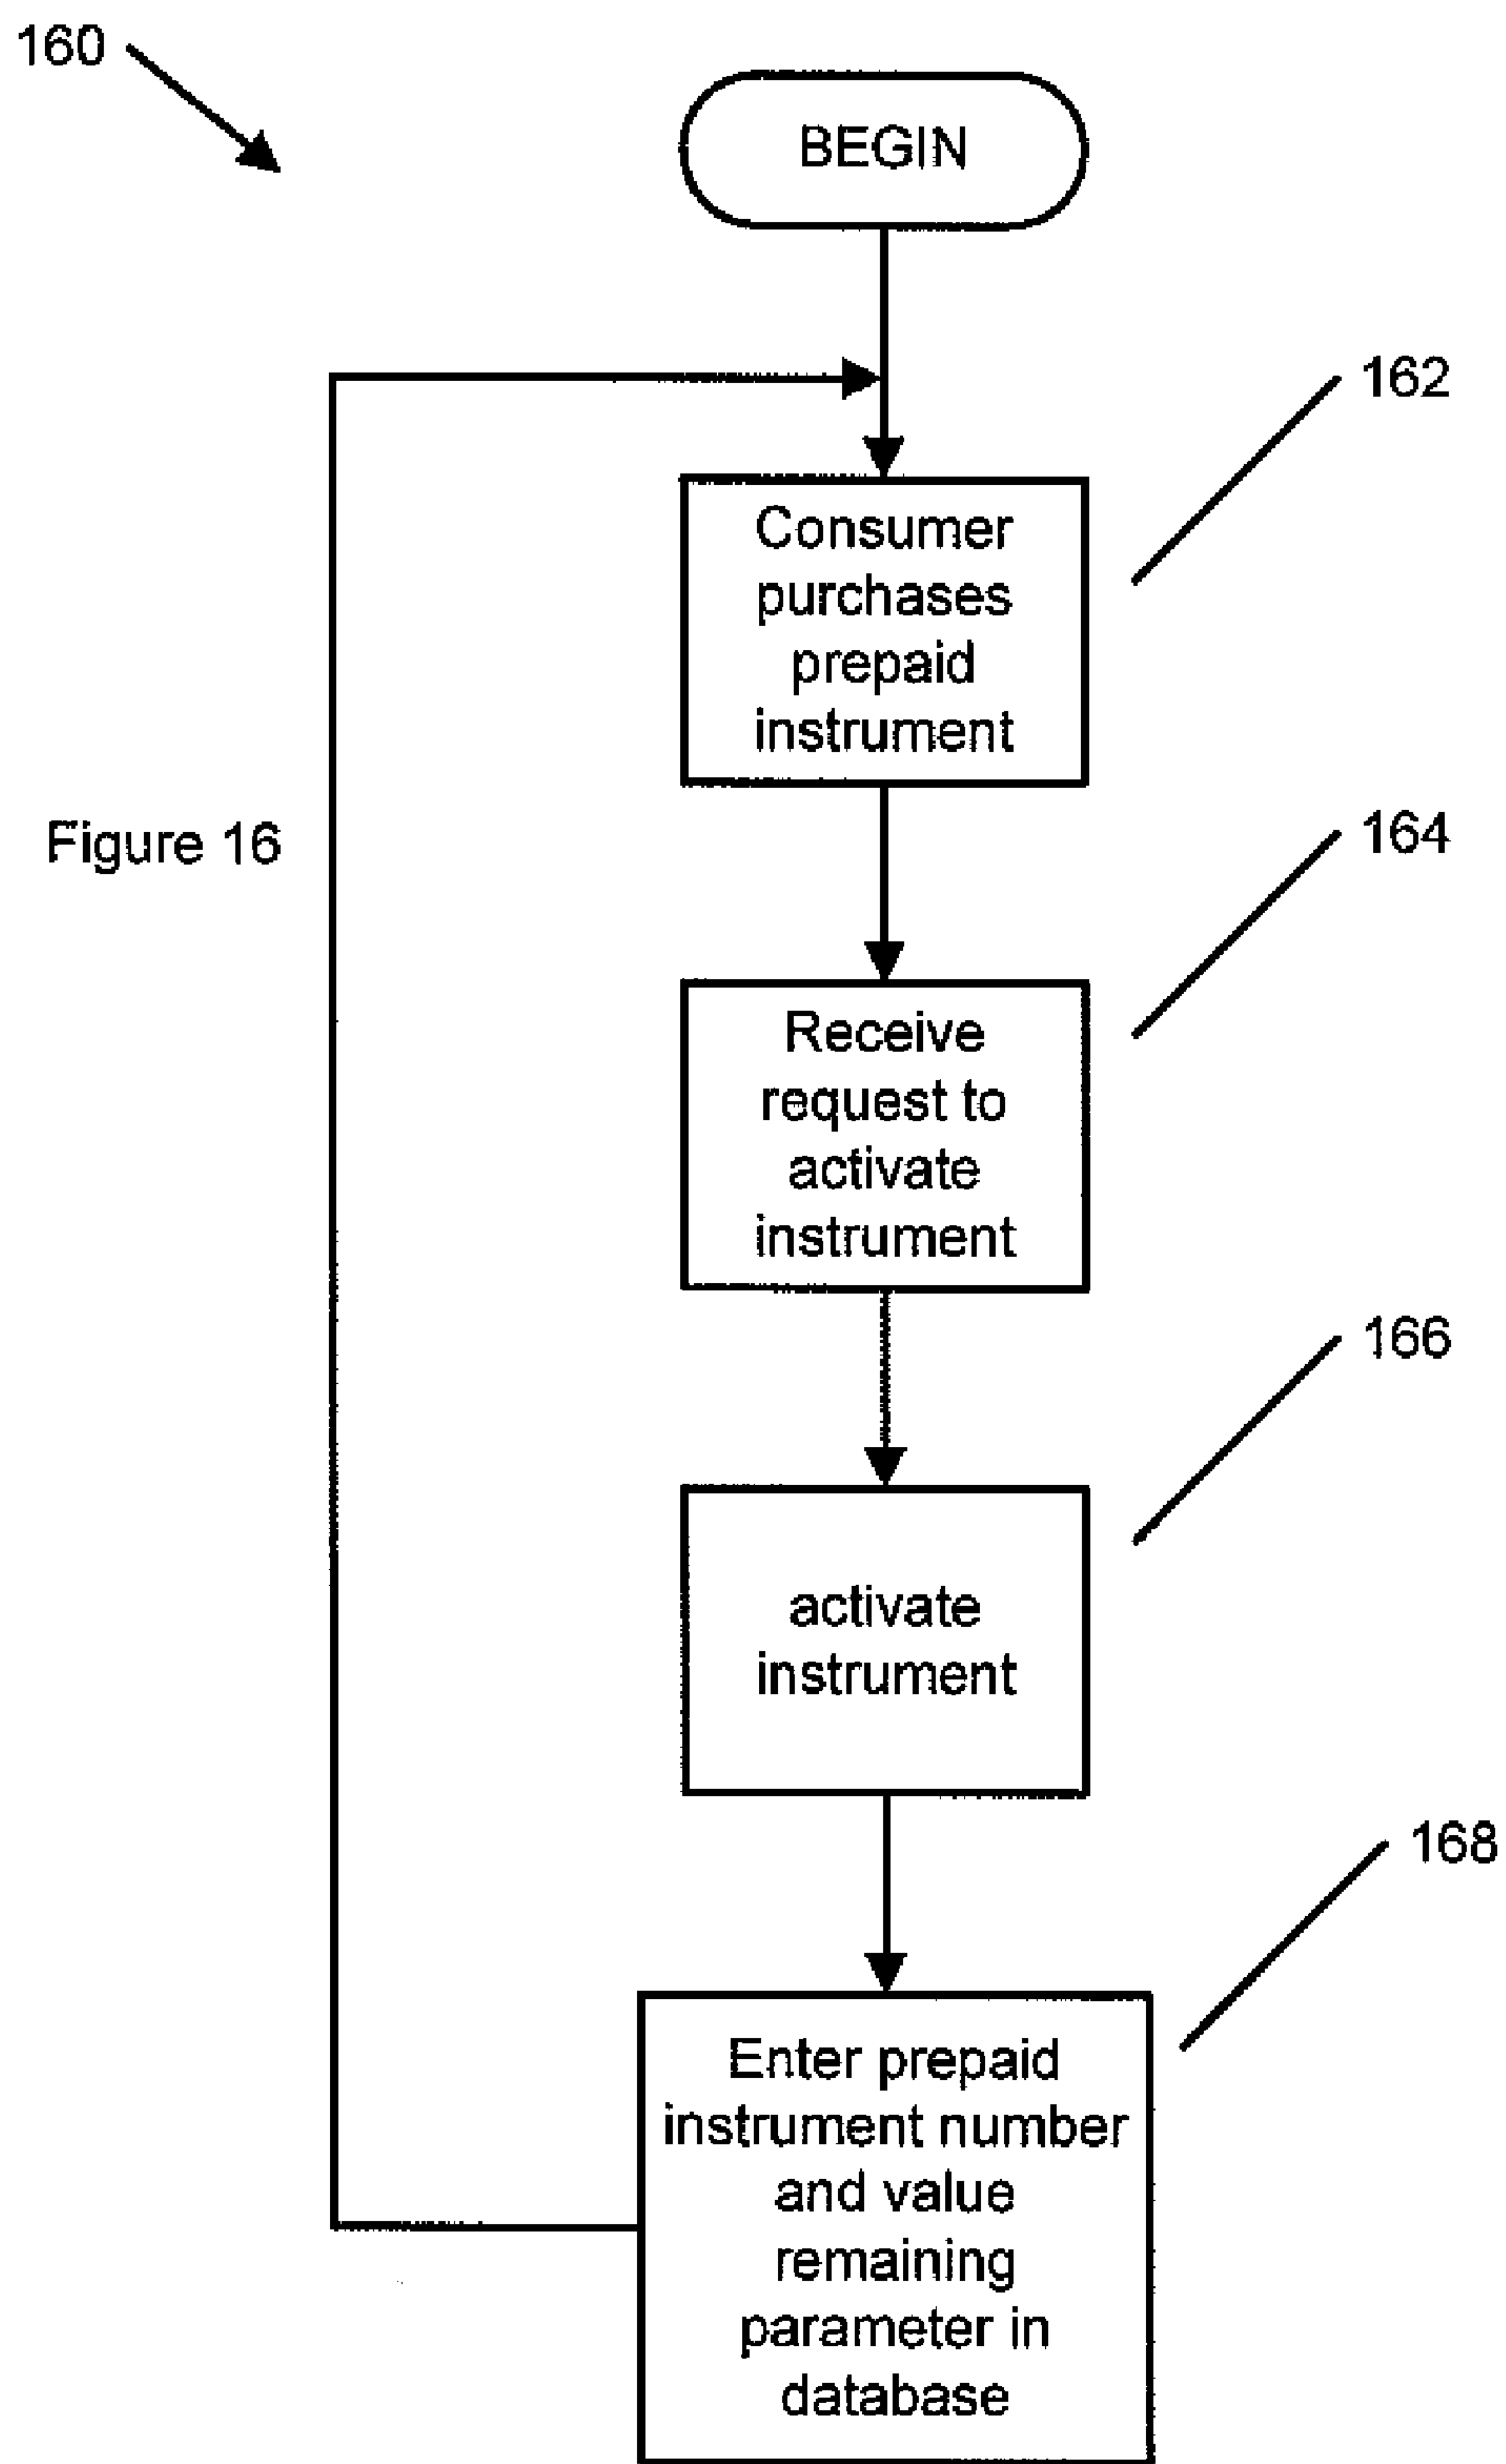 160
BEGIN
162
Consumer
purchases
prepaid
instrument
Figure 16
164
Receive
request to
activate
instrument
166
activate
instrument
168
Enter prepaid
instrument number
and value
remaining
parameter in
database